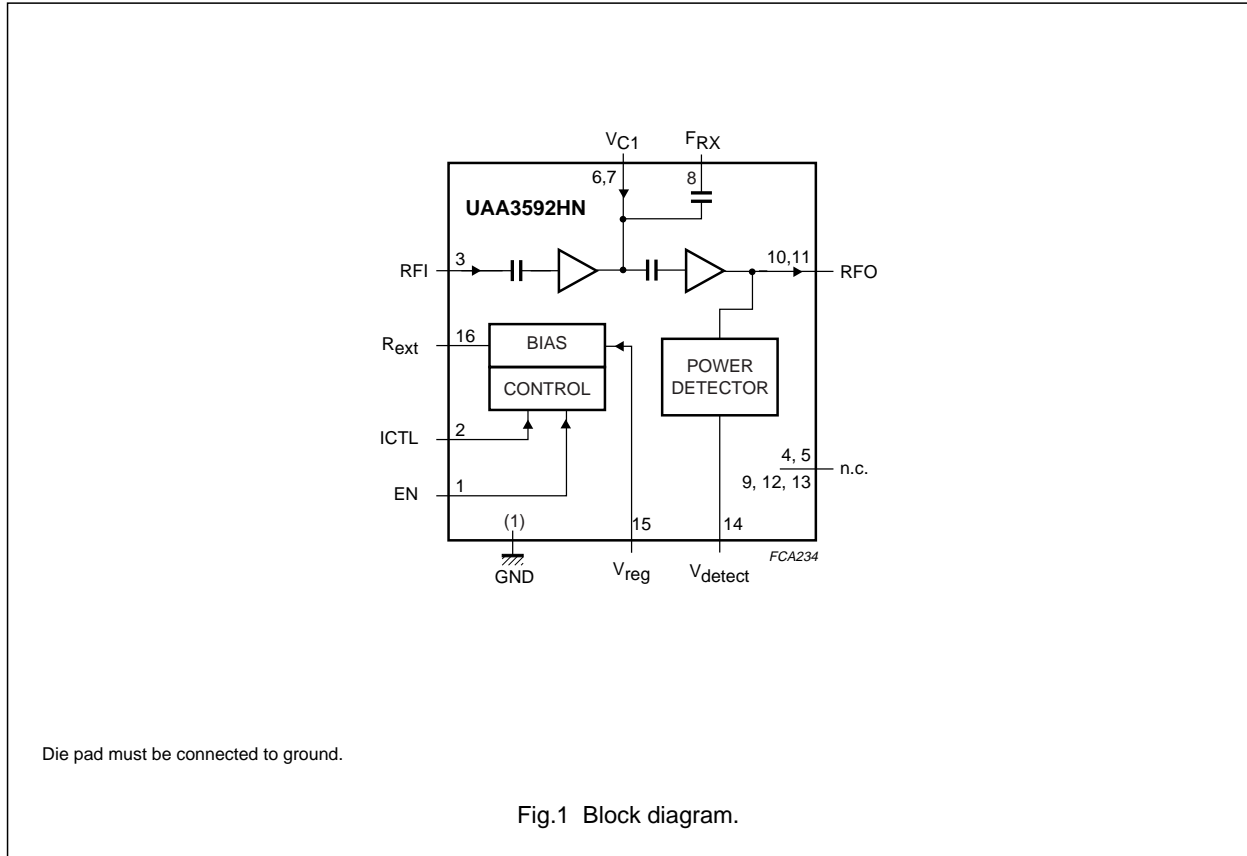 VC1 FRX
6,7 8
UAA3592HN
RFI 3 10,11 RFO
Rext 16 BIAS
POWER
DETECTOR
CONTROL
ICTL 2
4, 5
n.c.
9, 12, 13
EN 1
(1) 15 14
FCA234
GND Vreg Vdetect
Die pad must be connected to ground.
Fig.1 Block diagram.